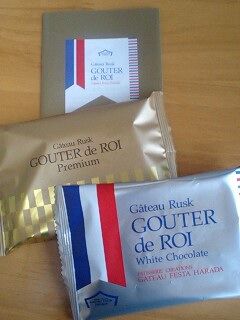 Gâteau Rusk
GOUTER
de ROI
Gâteau Rusk
GOUTER de ROI
Premium
Gâteau Rusk
GOUTER
de ROI
White Chocolate
GATEAU FESTA HARADA